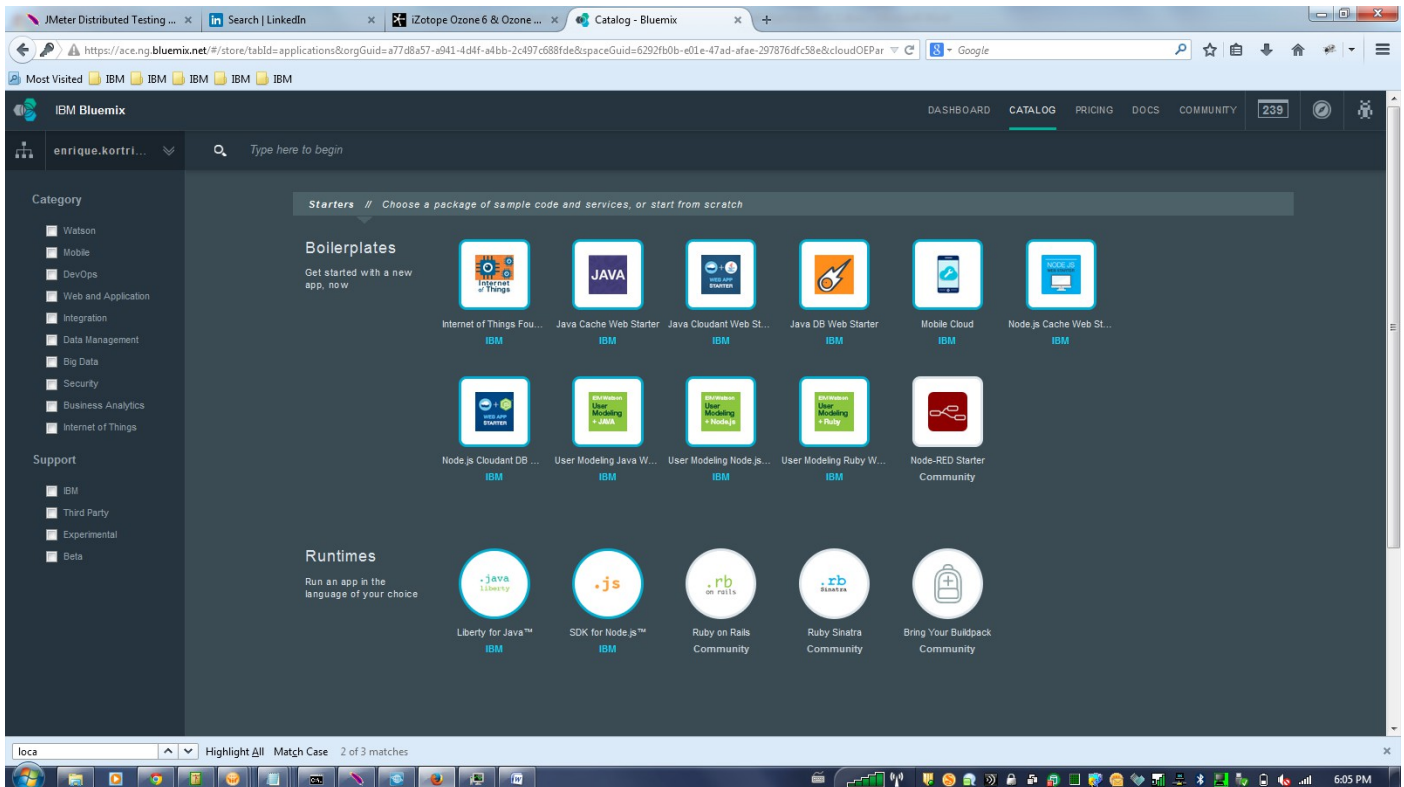 JMeter Distributed Testing ...
Search | LinkedIn
iZotope Ozone 6 & Ozone ...
Catalog - Bluemix
https://ace.ng.bluemix.net/#/store/tabId=applications&orgGuid=a77d8a57-a941-4d4f-a4bb-2c497c688fde&spaceGuid=6292fb0b-e01e-47ad-afae-297876dfc58e&cloudOEPar
Google
Most Visited IBM IBM IBM IBM IBM
IBM Bluemix
DASHBOARD CATALOG PRICING DOCS COMMUNITY 239
enrique.kortri...
Type here to begin
Category
Watson
Mobile
DevOps
Web and Application
Integration
Data Management
Big Data
Security
Business Analytics
Internet of Things
Support
IBM
Third Party
Experimental
Beta
Starters // Choose a package of sample code and services, or start from scratch
Boilerplates
Get started with a new
app, now
Internet
of Things
Internet of Things Fou...
IBM
JAVA
Java Cache Web Starter
IBM
WEB APP
STARTER
Java Cloudant Web St...
IBM
Java DB Web Starter
IBM
Mobile Cloud
IBM
NODE JS
Node.js Cache Web St...
IBM
WEB APP
STARTER
Node.js Cloudant DB ...
IBM
IBM Watson
User
Modeling
+ JAVA
User Modeling Java W...
IBM
IBM Watson
User
Modeling
+ Node.js
User Modeling Node.js...
IBM
IBM Watson
User
Modeling
+ Ruby
User Modeling Ruby W...
IBM
Node-RED Starter
Community
Runtimes
Run an app in the
language of your choice
.java
Liberty
Liberty for Java™
IBM
.js
SDK for Node.js™
IBM
.rb
on rails
Ruby on Rails
Community
.rb
Sinatra
Ruby Sinatra
Community
Bring Your Buildpack
Community
loca
Highlight All Match Case 2 of 3 matches
6:05 PM